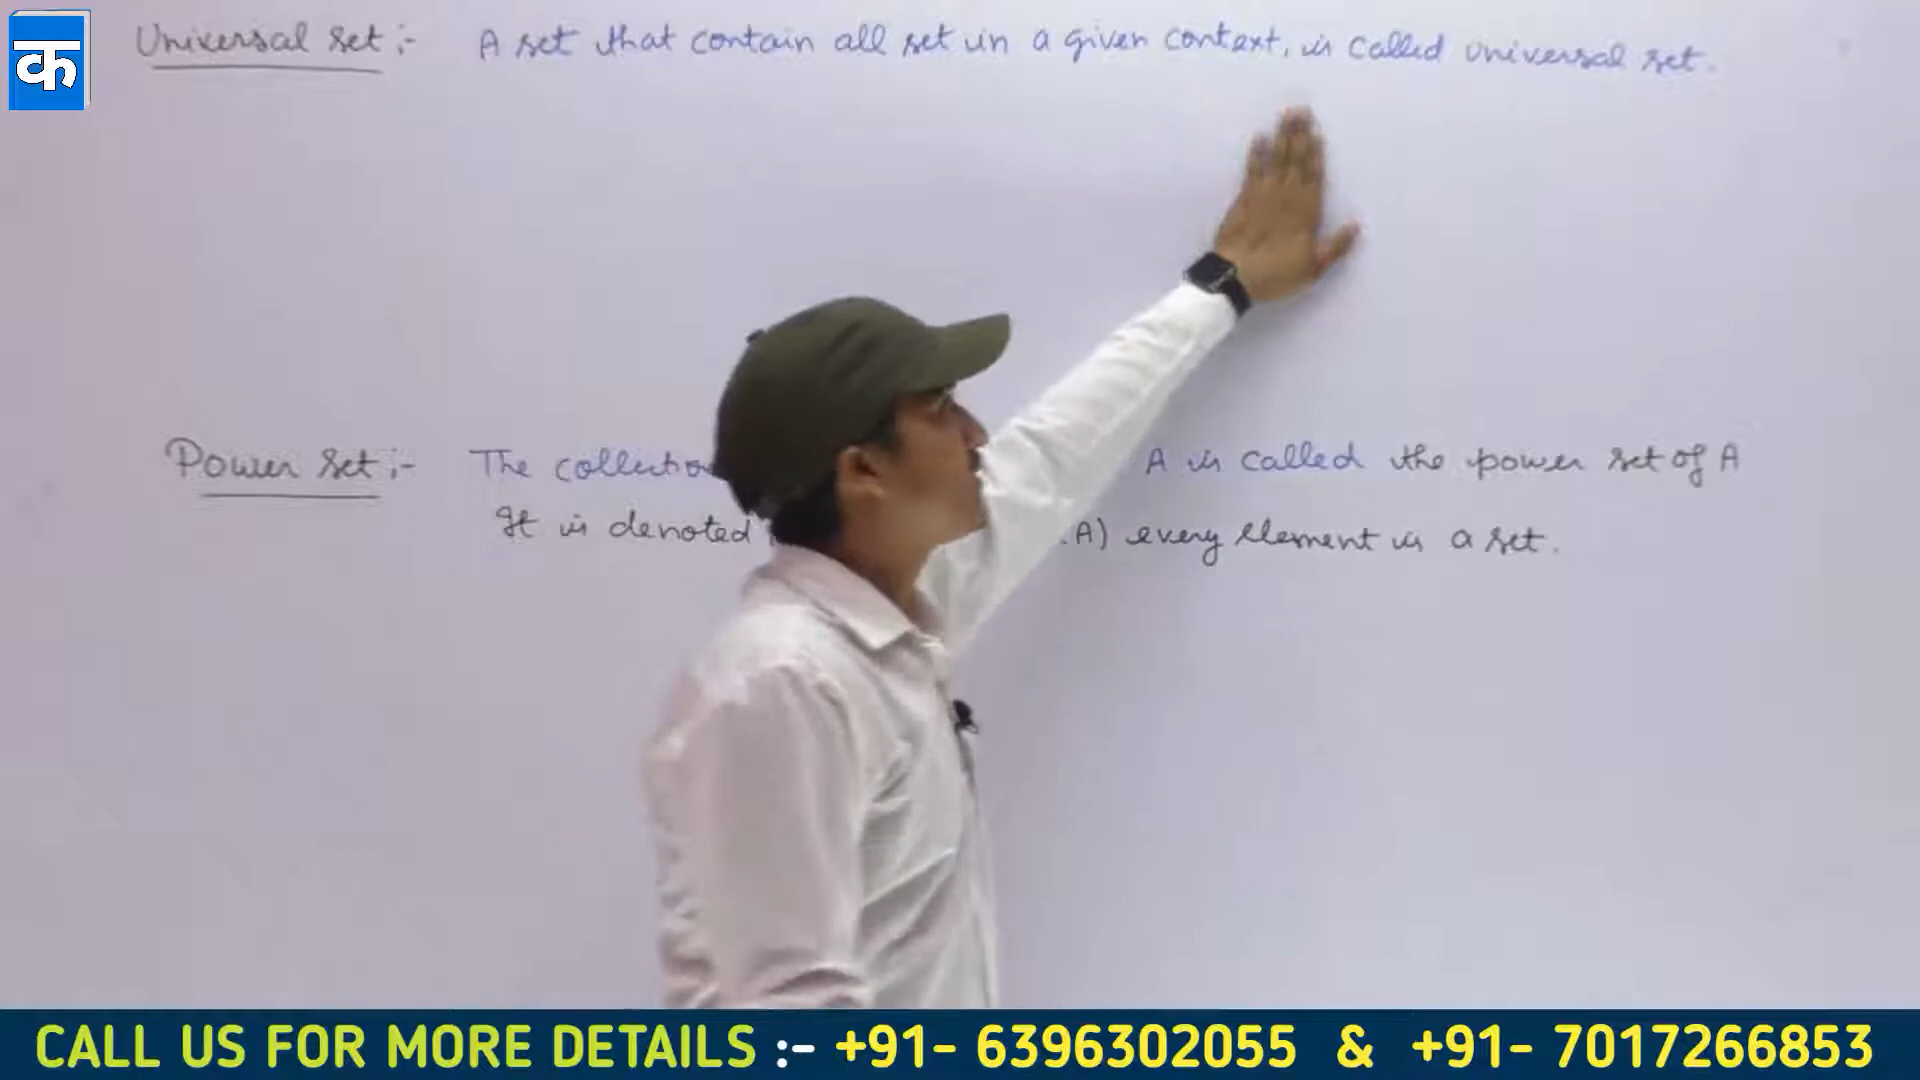 क
Universal set :- A set that contain all set in a given context, is called universal set.
Power set :- The collectio A is called the power set of A
It is denoted A) every element is a set.
CALL US FOR MORE DETAILS :- +91- 6396302055 & +91- 7017266853